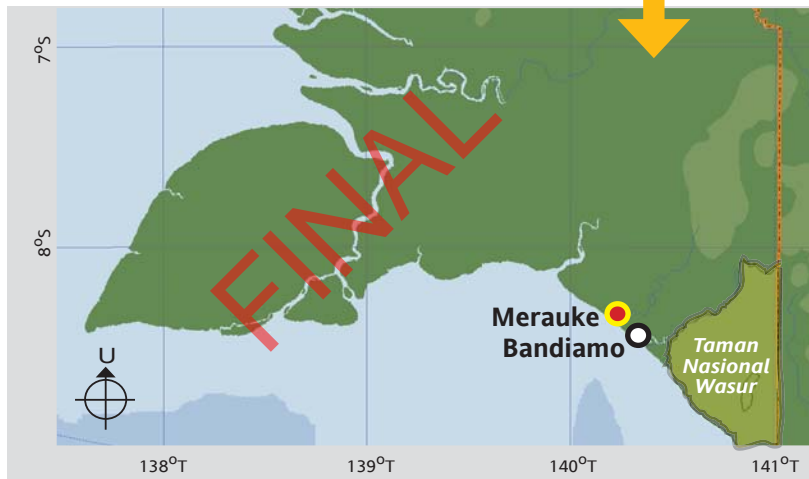 7°S
FINAL
8°S
Merauke
Bandiamo
Taman
Nasional
Wasur
U
138°T
139°T
140°T
141°T